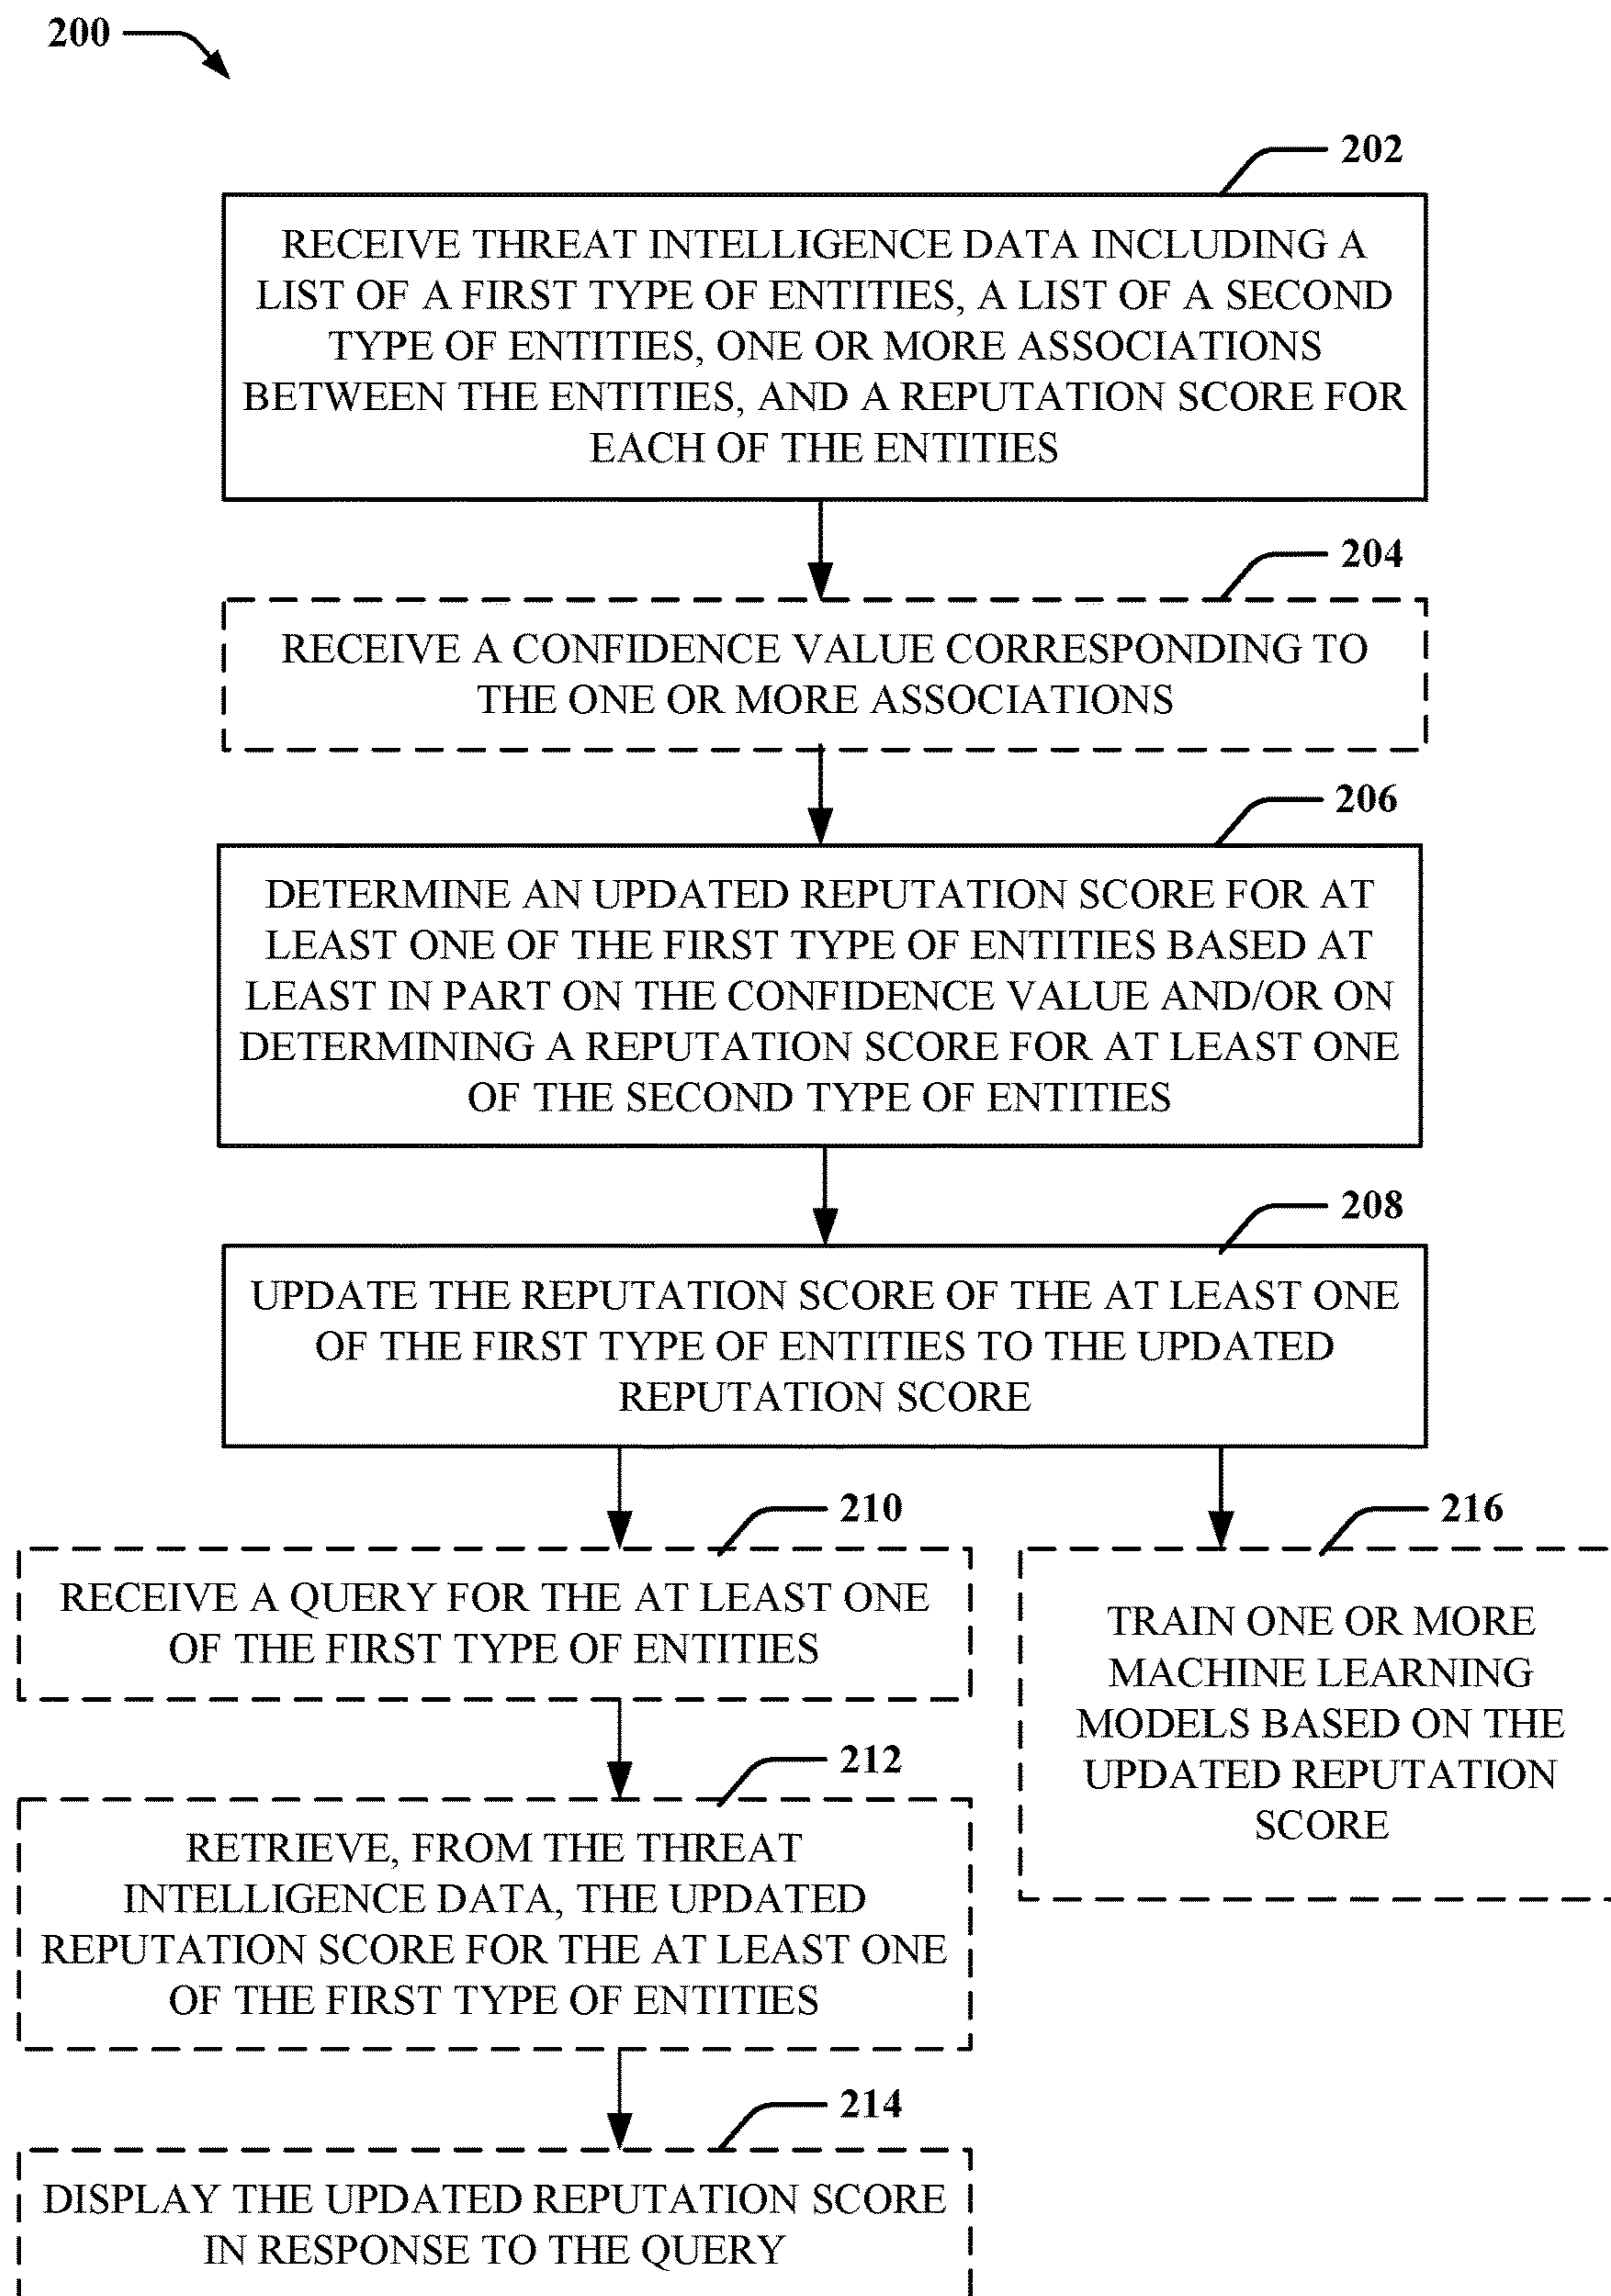 200
202
RECEIVE THREAT INTELLIGENCE DATA INCLUDING A
LIST OF A FIRST TYPE OF ENTITIES, A LIST OF A SECOND
TYPE OF ENTITIES, ONE OR MORE ASSOCIATIONS
BETWEEN THE ENTITIES, AND A REPUTATION SCORE FOR
EACH OF THE ENTITIES
204
RECEIVE A CONFIDENCE VALUE CORRESPONDING TO
THE ONE OR MORE ASSOCIATIONS
206
DETERMINE AN UPDATED REPUTATION SCORE FOR AT
LEAST ONE OF THE FIRST TYPE OF ENTITIES BASED AT
LEAST IN PART ON THE CONFIDENCE VALUE AND/OR ON
DETERMINING A REPUTATION SCORE FOR AT LEAST ONE
OF THE SECOND TYPE OF ENTITIES
208
UPDATE THE REPUTATION SCORE OF THE AT LEAST ONE
OF THE FIRST TYPE OF ENTITIES TO THE UPDATED
REPUTATION SCORE
210
RECEIVE A QUERY FOR THE AT LEAST ONE
OF THE FIRST TYPE OF ENTITIES
212
RETRIEVE, FROM THE THREAT
INTELLIGENCE DATA, THE UPDATED
REPUTATION SCORE FOR THE AT LEAST ONE
OF THE FIRST TYPE OF ENTITIES
214
DISPLAY THE UPDATED REPUTATION SCORE
IN RESPONSE TO THE QUERY
216
TRAIN ONE OR MORE
MACHINE LEARNING
MODELS BASED ON THE
UPDATED REPUTATION
SCORE